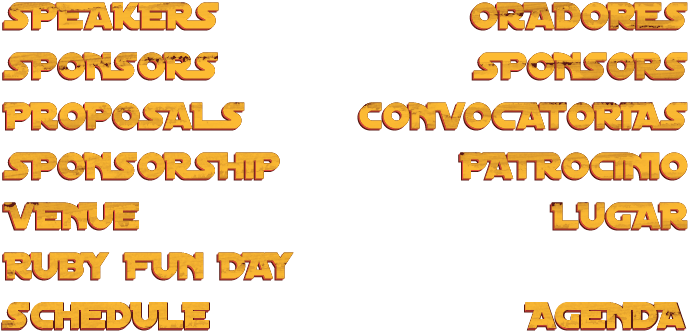 SPEAKERS ORADORES
SPONSORS SPONSORS
PROPOSALS CONVOCATORIAS
SPONSORSHIP PATROCINIO
VENUE LUGAR
RUBY FUN DAY
SCHEDULE AGENDA